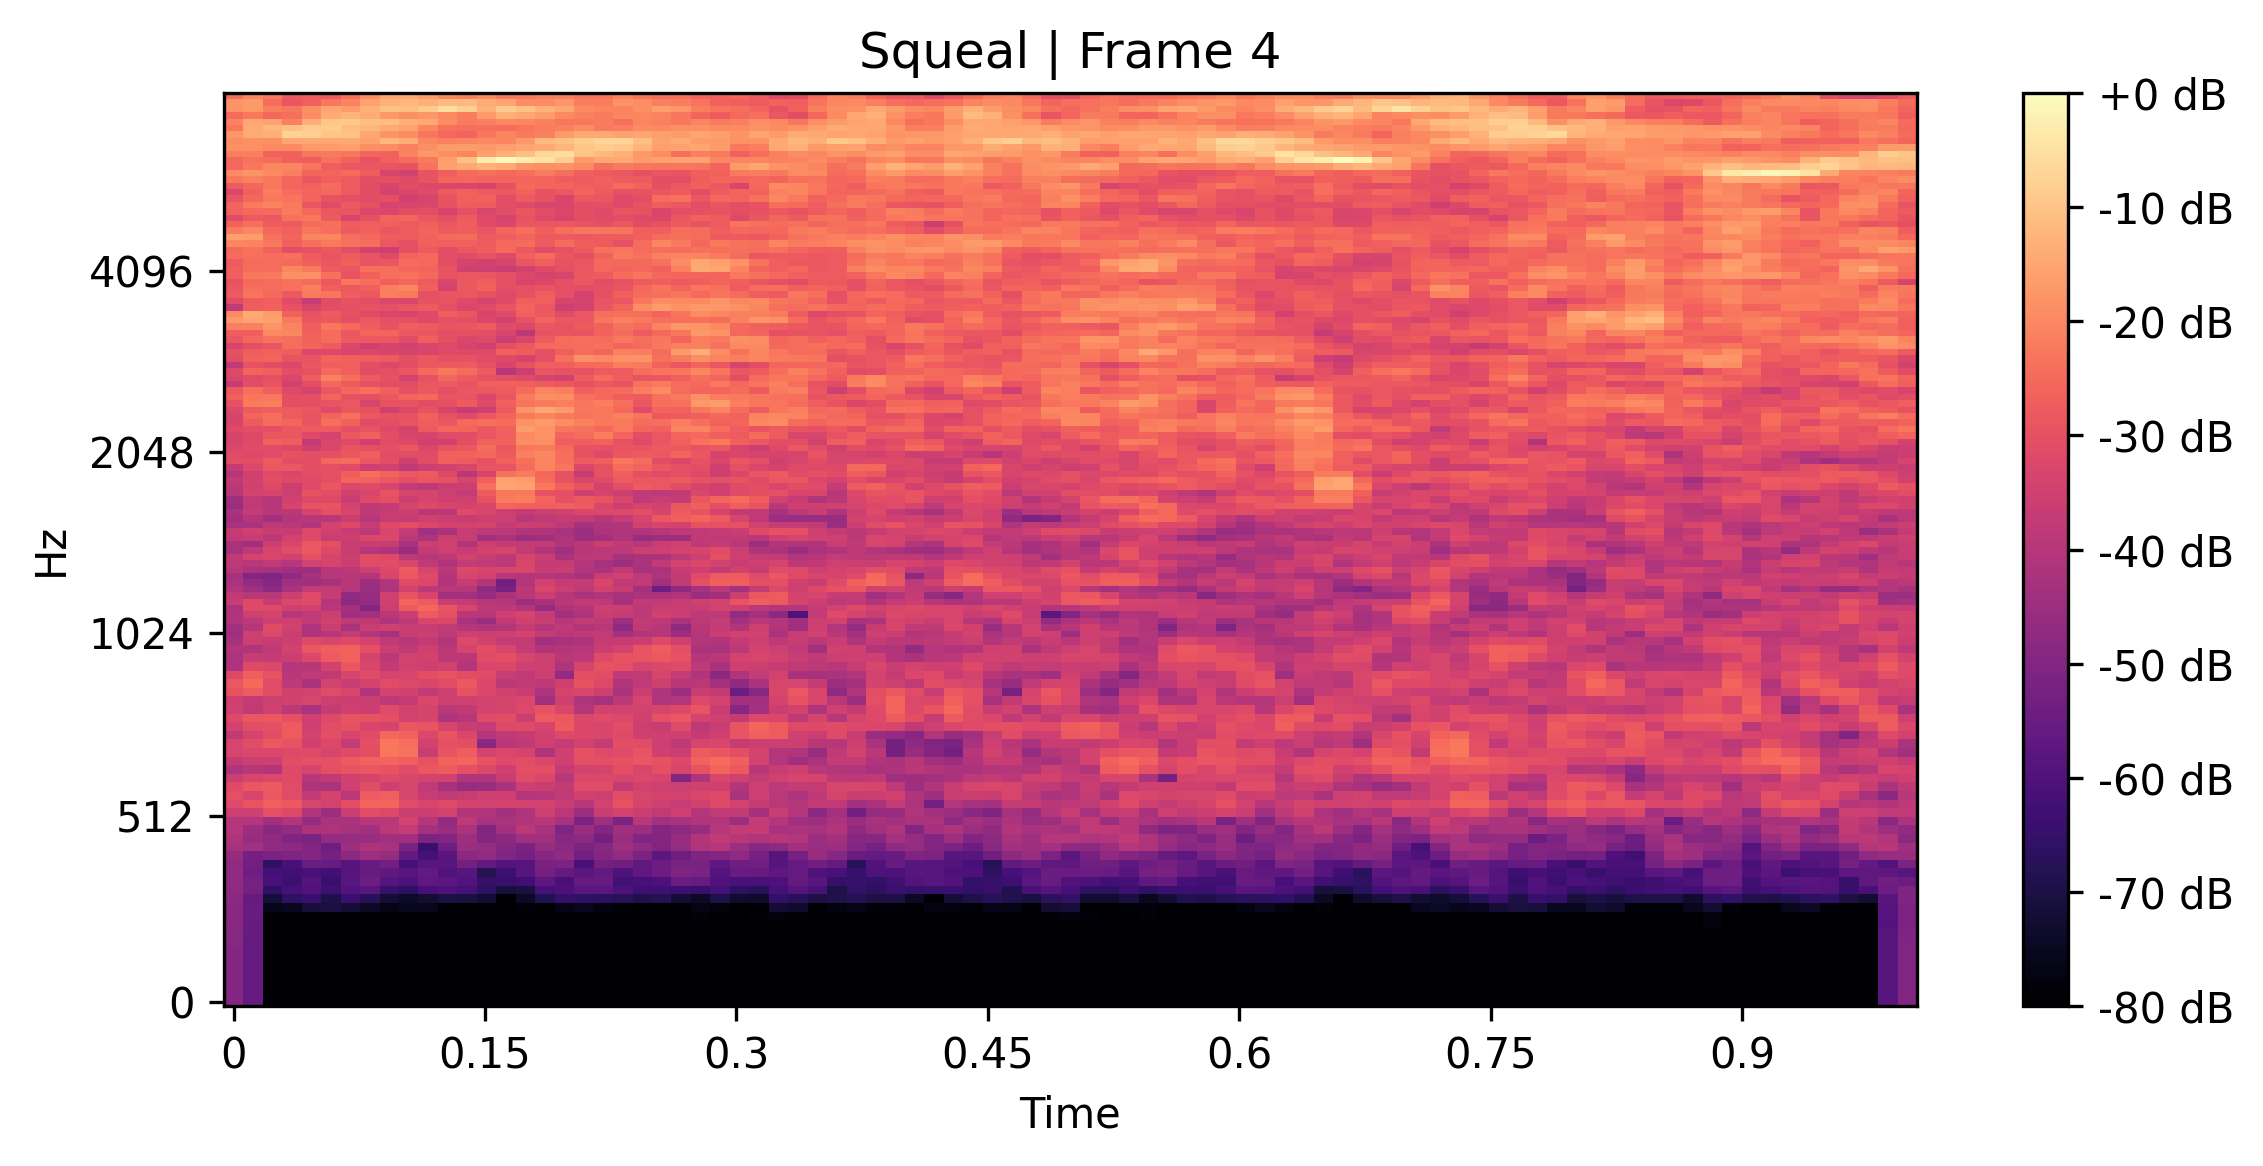 Squeal | Frame 4
+0 dB
-10 dB
-20 dB
-30 dB
-40 dB
-50 dB
-60 dB
-70 dB
-80 dB
Hz
4096
2048
1024
512
0
0 0.15 0.3 0.45 0.6 0.75 0.9
Time